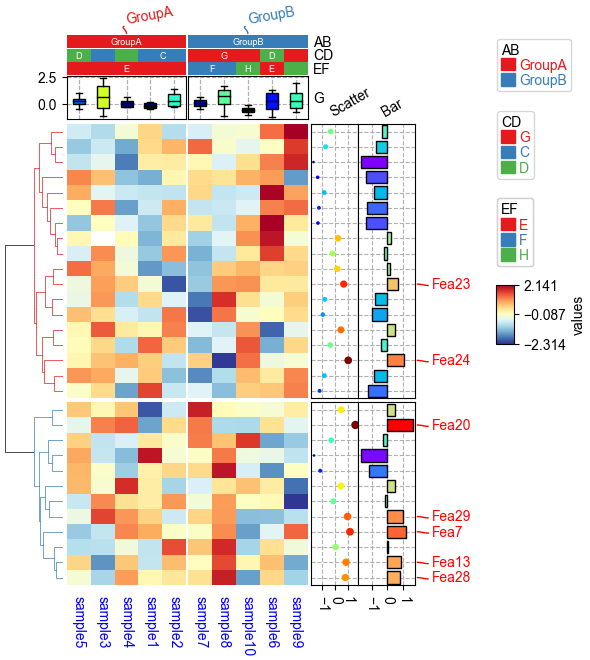 GroupA GroupB
GroupA GroupB AB
D C G D CD
E F H E EF
2.5
0.0
G Scatter Bar
Fea23
Fea24
Fea20
Fea29
Fea7
Fea13
Fea28
−1 0 1 −1 0 1
sample5 sample3 sample4 sample1 sample2 sample7 sample8 sample10 sample6 sample9
AB
GroupA
GroupB
CD
G
C
D
EF
E
F
H
2.141
−0.087
−2.314
values